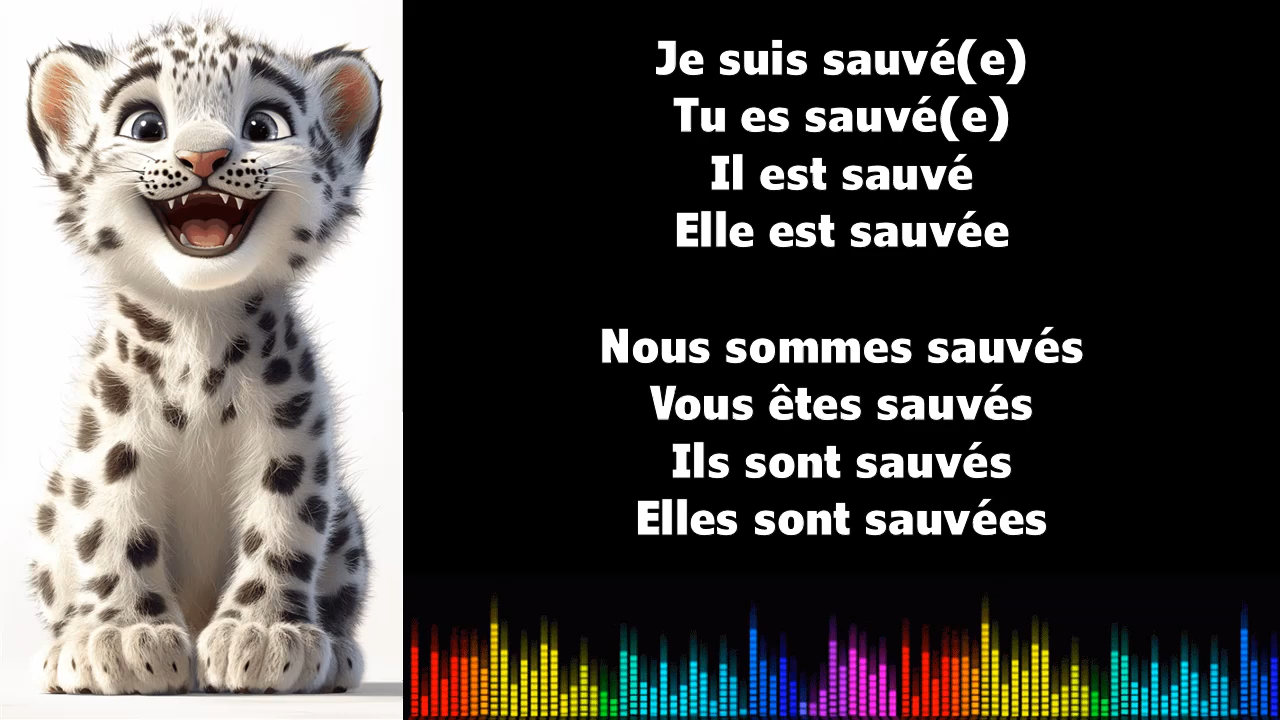 Je suis sauvé(e)
Tu es sauvé(e)
Il est sauvé
Elle est sauvée
Nous sommes sauvés
Vous êtes sauvés
Ils sont sauvés
Elles sont sauvées